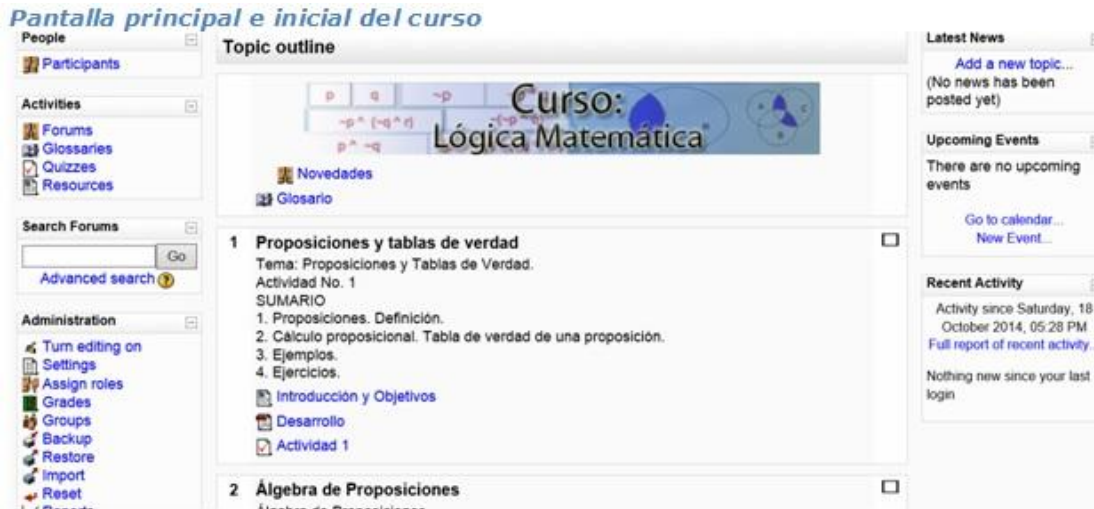 Pantalla principal e inicial del curso
People
Participants
Activities
Forums
Glossaries
Quizzes
Resources
Search Forums
Go
Advanced search ?
Administration
Turn editing on
Settings
Assign roles
Grades
Groups
Backup
Restore
Import
Reset
Reports
Topic outline
p q ~p
~p ^ (~q ^ r)
p ^ ~q
Curso:
Lógica Matemática
Novedades
Glosario
1 Proposiciones y tablas de verdad
Tema: Proposiciones y Tablas de Verdad.
Actividad No. 1
SUMARIO
1. Proposiciones. Definición.
2. Cálculo proposicional. Tabla de verdad de una proposición.
3. Ejemplos.
4. Ejercicios.
Introducción y Objetivos
Desarrollo
Actividad 1
2 Álgebra de Proposiciones
Álgebra de Proposiciones
Latest News
Add a new topic...
(No news has been
posted yet)
Upcoming Events
There are no upcoming
events
Go to calendar...
New Event...
Recent Activity
Activity since Saturday, 18
October 2014, 05:28 PM
Full report of recent activity...
Nothing new since your last
login